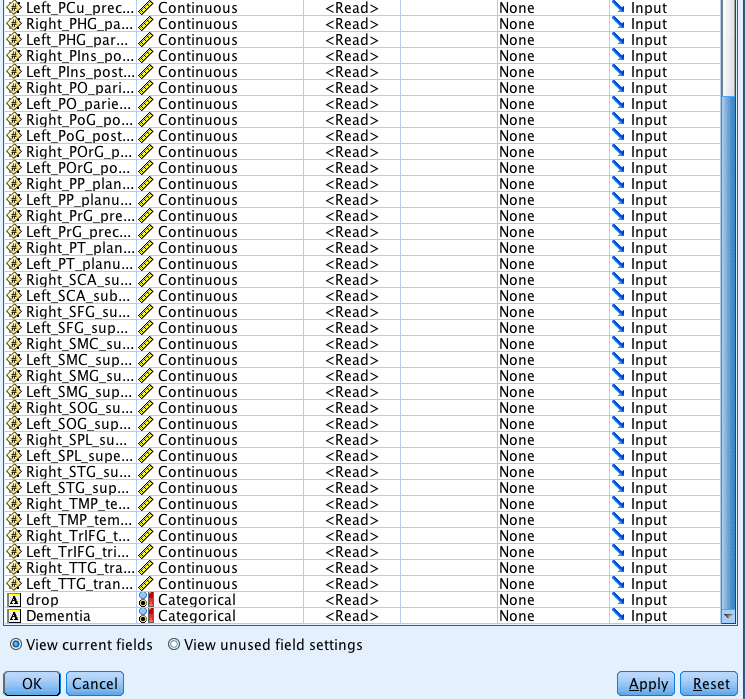 Left_PCu_prec... Continuous <Read> None Input
Right_PHG_pa... Continuous <Read> None Input
Left_PHG_par... Continuous <Read> None Input
Right_PIns_po... Continuous <Read> None Input
Left_PIns_post... Continuous <Read> None Input
Right_PO_pari... Continuous <Read> None Input
Left_PO_parie... Continuous <Read> None Input
Right_PoG_po... Continuous <Read> None Input
Left_PoG_post... Continuous <Read> None Input
Right_POrG_p... Continuous <Read> None Input
Left_POrG_po... Continuous <Read> None Input
Right_PP_plan... Continuous <Read> None Input
Left_PP_planu... Continuous <Read> None Input
Right_PrG_pre... Continuous <Read> None Input
Left_PrG_prec... Continuous <Read> None Input
Right_PT_plan... Continuous <Read> None Input
Left_PT_planu... Continuous <Read> None Input
Right_SCA_su... Continuous <Read> None Input
Left_SCA_sub... Continuous <Read> None Input
Right_SFG_su... Continuous <Read> None Input
Left_SFG_sup... Continuous <Read> None Input
Right_SMC_su... Continuous <Read> None Input
Left_SMC_sup... Continuous <Read> None Input
Right_SMG_su... Continuous <Read> None Input
Left_SMG_sup... Continuous <Read> None Input
Right_SOG_su... Continuous <Read> None Input
Left_SOG_sup... Continuous <Read> None Input
Right_SPL_su... Continuous <Read> None Input
Left_SPL_supe... Continuous <Read> None Input
Right_STG_su... Continuous <Read> None Input
Left_STG_sup... Continuous <Read> None Input
Right_TMP_te... Continuous <Read> None Input
Left_TMP_tem... Continuous <Read> None Input
Right_TrIFG_t... Continuous <Read> None Input
Left_TrIFG_tri... Continuous <Read> None Input
Right_TTG_tra... Continuous <Read> None Input
Left_TTG_tran... Continuous <Read> None Input
drop Categorical <Read> None Input
Dementia Categorical <Read> None Input
View current fields View unused field settings
OK Cancel Apply Reset